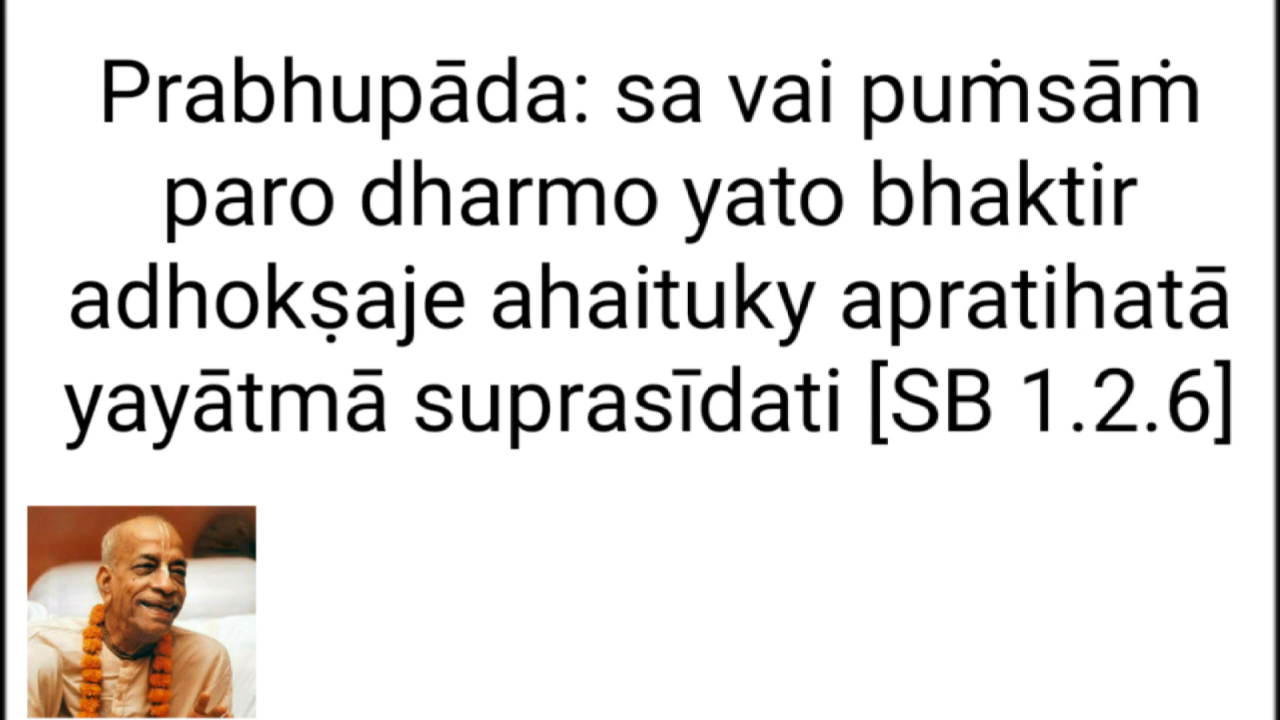 Prabhupāda: sa vai puṁsāṁ
paro dharmo yato bhaktir
adhokṣaje ahaituky apratihatā
yayātmā suprasīdati [SB 1.2.6]